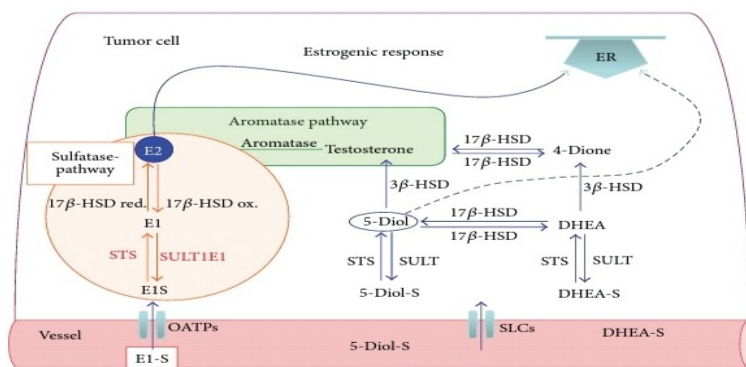 Tumor cell
Estrogenic response
ER
Aromatase pathway
E2
Aromatase
Testosterone
17β-HSD
17β-HSD
4-Dione
Sulfatase-
pathway
3β-HSD
3β-HSD
17β-HSD red.
17β-HSD ox.
E1
5-Diol
17β-HSD
17β-HSD
DHEA
STS
SULT1E1
STS
SULT
STS
SULT
E1S
5-Diol-S
DHEA-S
Vessel
OATPs
SLCs
DHEA-S
E1-S
5-Diol-S